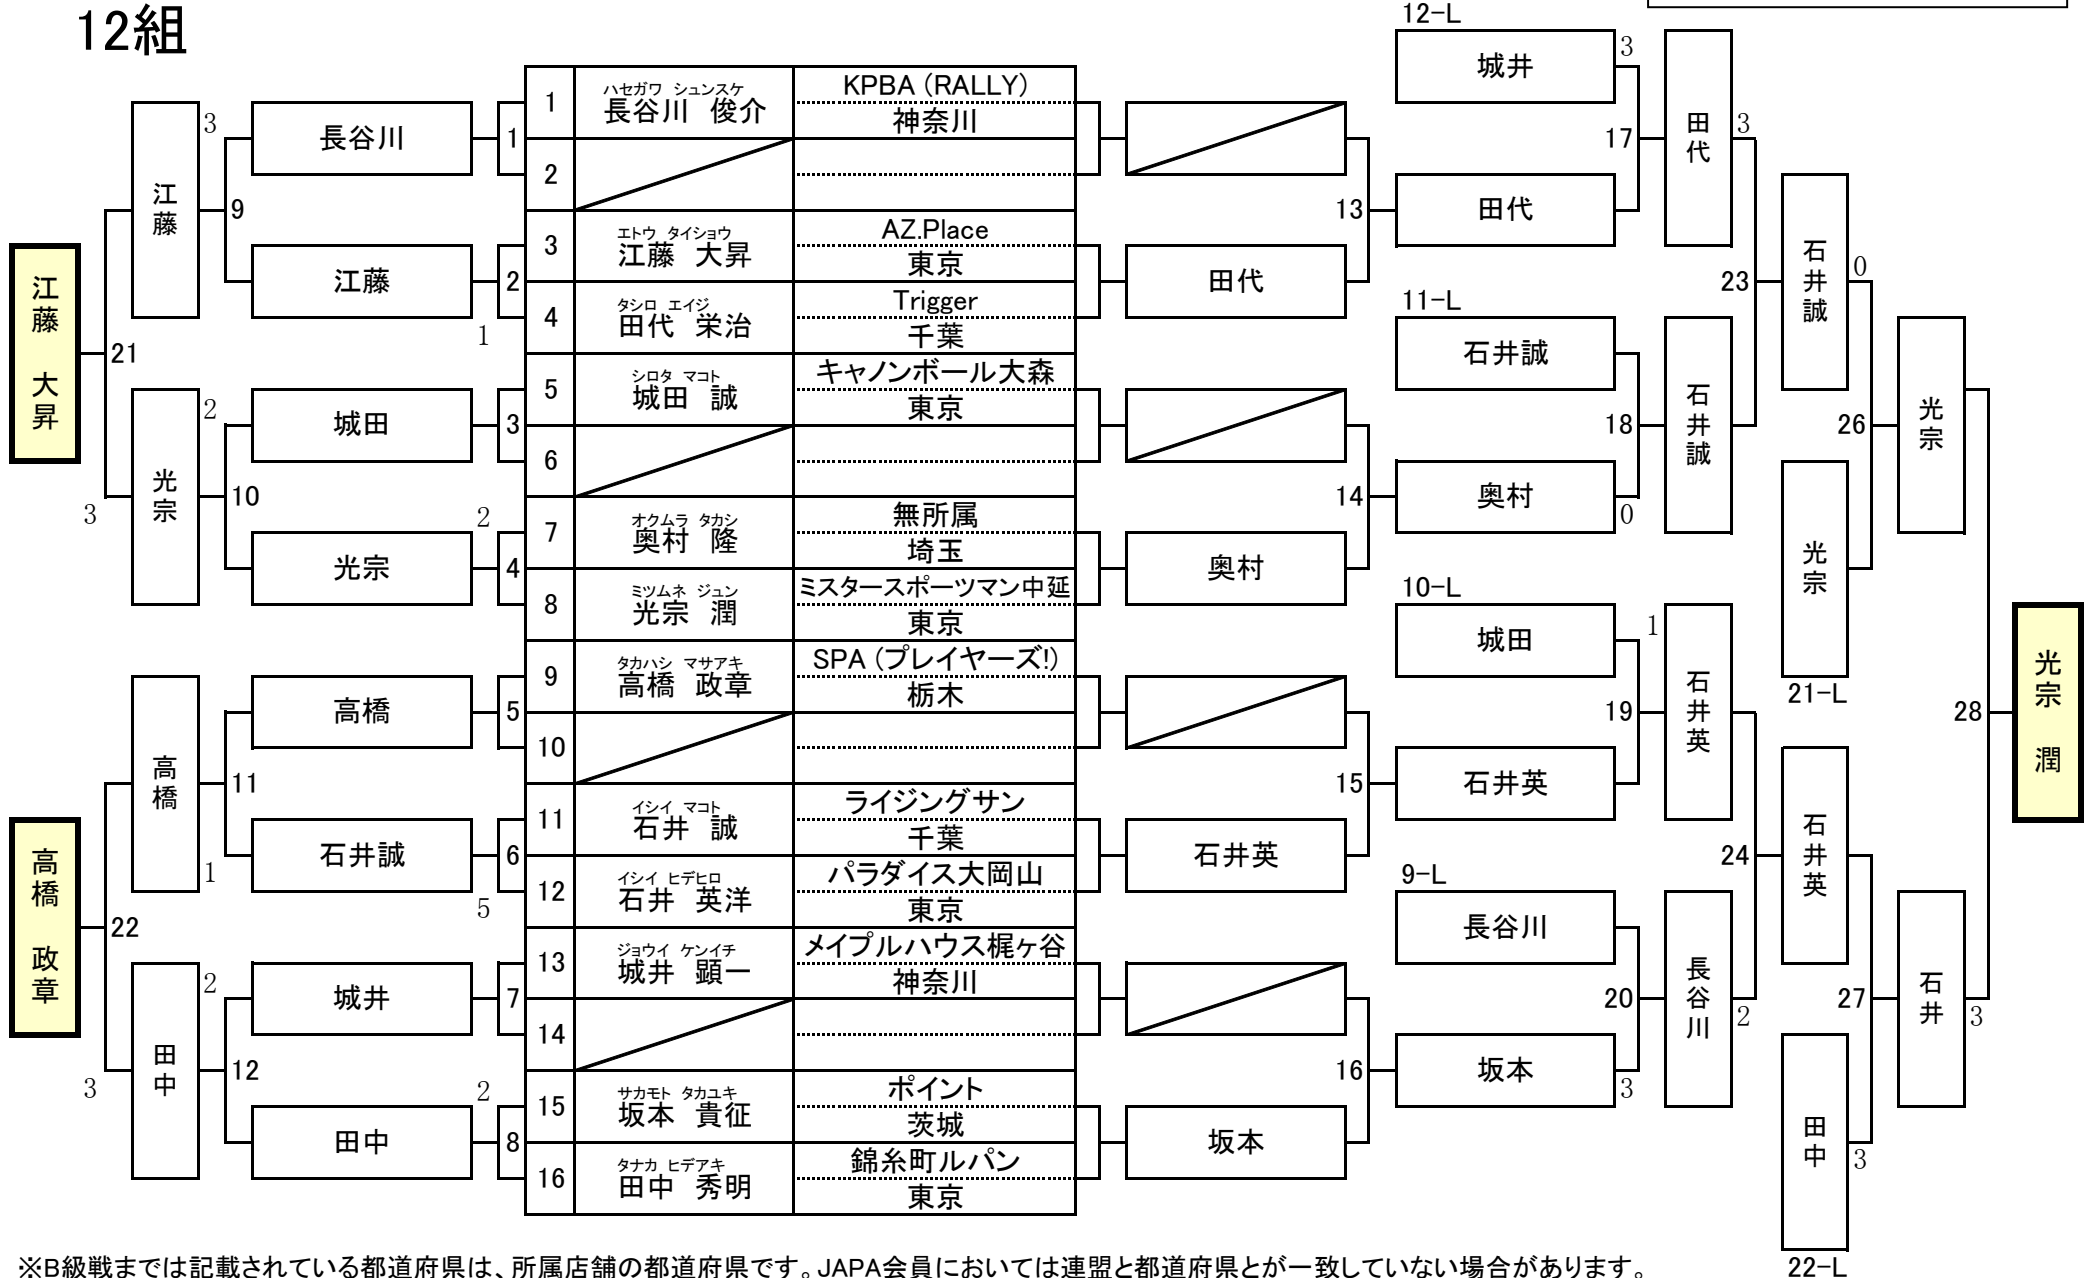 12組
12-L
城井
3
田代
3
17
田代
13
江藤
3
長谷川
1
9
江藤
2
1
江藤 大昇
21
光宗
2
城田
3
10
3
光宗
2
4
高橋
高橋
5
11
1
石井誠
6
5
高橋 政章
22
田中
2
城井
7
12
3
田中
2
8
1
ハセガワ シュンスケ
長谷川 俊介
KPBA (RALLY)
神奈川
2
3
エトウ タイショウ
江藤 大昇
AZ.Place
東京
4
タシロ エイジ
田代 栄治
Trigger
千葉
5
シロタ マコト
城田 誠
キャノンボール大森
東京
6
7
オクムラ タカシ
奥村 隆
無所属
埼玉
8
ミツムネ ジュン
光宗 潤
ミスタースポーツマン中延
東京
9
タカハシ マサアキ
高橋 政章
SPA (プレイヤーズ!)
栃木
10
11
イシイ マコト
石井 誠
ライジングサン
千葉
12
イシイ ヒデヒロ
石井 英洋
パラダイス大岡山
東京
13
ジョウイ ケンイチ
城井 顕一
メイプルハウス梶ヶ谷
神奈川
14
15
サカモト タカユキ
坂本 貴征
ポイント
茨城
16
タナカ ヒデアキ
田中 秀明
錦糸町ルパン
東京
田代
11-L
石井誠
18
石井誠
23
石井誠
0
14
奥村
0
奥村
26
光宗
光宗
21-L
10-L
城田
1
19
石井英
15
石井英
石井英
24
石井英
28
光宗 潤
9-L
長谷川
20
長谷川
2
27
石井
3
16
坂本
3
坂本
田中
3
22-L
※B級戦までは記載されている都道府県は、所属店舗の都道府県です。JAPA会員においては連盟と都道府県とが一致していない場合があります。